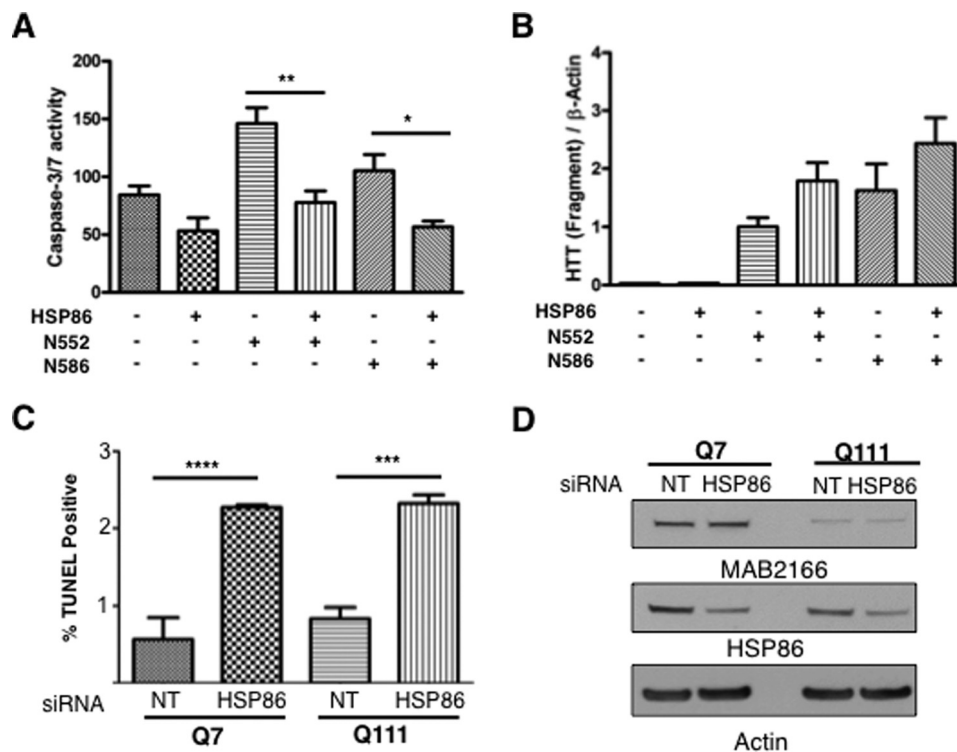 A
Caspase-3/7 activity
200
150
100
50
0
**
*
HSP86 - + - + - +
N552 - - + + - -
N586 - - - - + +
B
HTT (Fragment) / β-Actin
4
3
2
1
0
HSP86 - + - + - +
N552 - - + + - -
N586 - - - - + +
C
% TUNEL Positive
3
2
1
****
***
siRNA NT HSP86 NT HSP86
Q7 Q111
D
Q7 Q111
siRNA NT HSP86 NT HSP86
MAB2166
HSP86
Actin